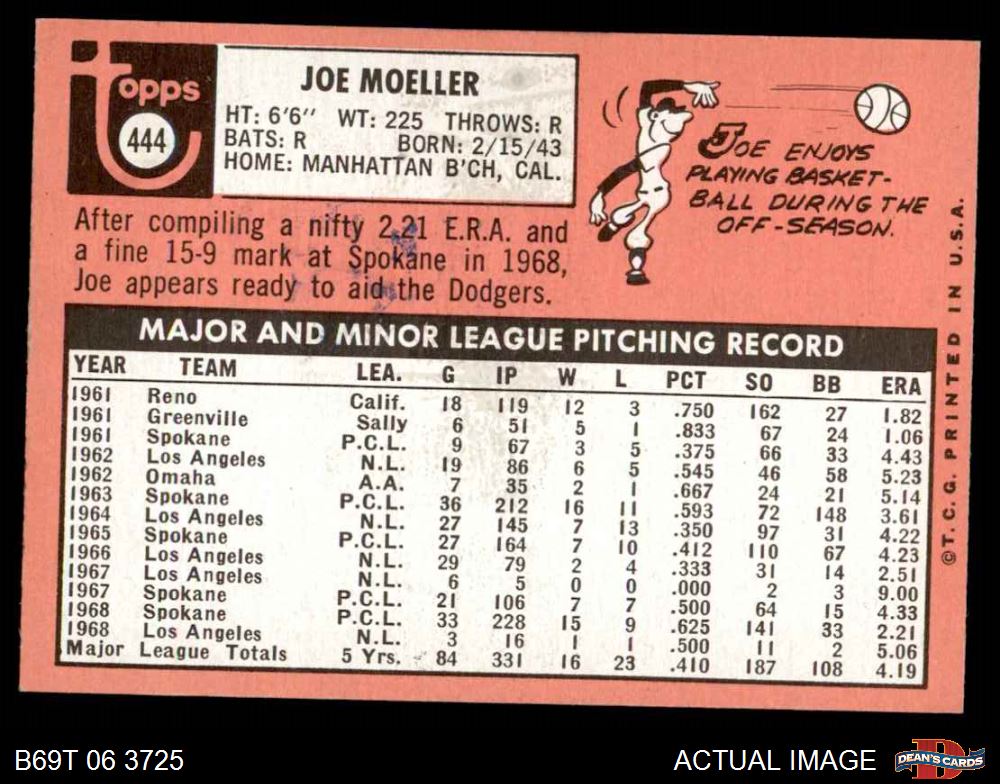 topps
444
JOE MOELLER
HT: 6'6" WT: 225 THROWS: R
BATS: R BORN: 2/15/43
HOME: MANHATTAN B'CH, CAL.
JOE ENJOYS
PLAYING BASKET-
BALL DURING THE
OFF-SEASON.
After compiling a nifty 2.21 E.R.A. and
a fine 15-9 mark at Spokane in 1968,
Joe appears ready to aid the Dodgers.
MAJOR AND MINOR LEAGUE PITCHING RECORD
YEAR TEAM LEA. G IP W L PCT SO BB ERA
1961 Reno Calif. 18 119 12 3 .750 162 27 1.82
1961 Greenville Sally 6 51 5 1 .833 67 24 1.06
1961 Spokane P.C.L. 9 67 3 5 .375 66 33 4.43
1962 Los Angeles N.L. 19 86 6 5 .545 46 58 5.23
1962 Omaha A.A. 7 35 2 1 .667 24 21 5.14
1963 Spokane P.C.L. 36 212 16 11 .593 72 148 3.61
1964 Los Angeles N.L. 27 145 7 13 .350 97 31 4.22
1965 Spokane P.C.L. 27 164 7 10 .412 110 67 4.23
1966 Los Angeles N.L. 29 79 2 4 .333 31 14 2.51
1967 Los Angeles N.L. 6 5 0 0 .000 2 3 9.00
1967 Spokane P.C.L. 21 106 7 7 .500 64 15 4.33
1968 Spokane P.C.L. 33 228 15 9 .625 141 33 2.21
1968 Los Angeles N.L. 3 16 1 1 .500 11 2 5.06
Major League Totals 5 Yrs. 84 331 16 23 .410 187 108 4.19
©T.C.G. PRINTED IN U.S.A.
B69T 06 3725
ACTUAL IMAGE
DEAN'S CARDS